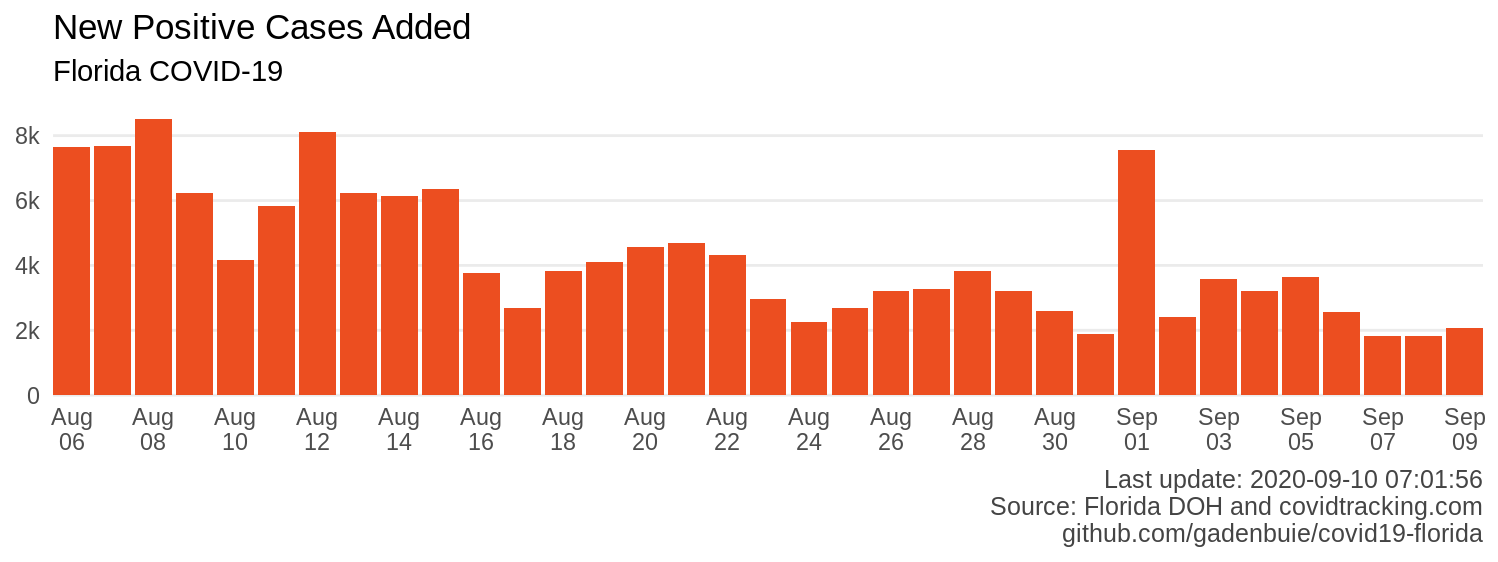 New Positive Cases Added
Florida COVID-19
8k
6k
4k
2k
0
Aug Aug Aug Aug Aug Aug Aug Aug Aug Aug Aug Aug Aug Sep Sep Sep Sep Sep
06 08 10 12 14 16 18 20 22 24 26 28 30 01 03 05 07 09
Last update: 2020-09-10 07:01:56
Source: Florida DOH and covidtracking.com
github.com/gadenbuie/covid19-florida